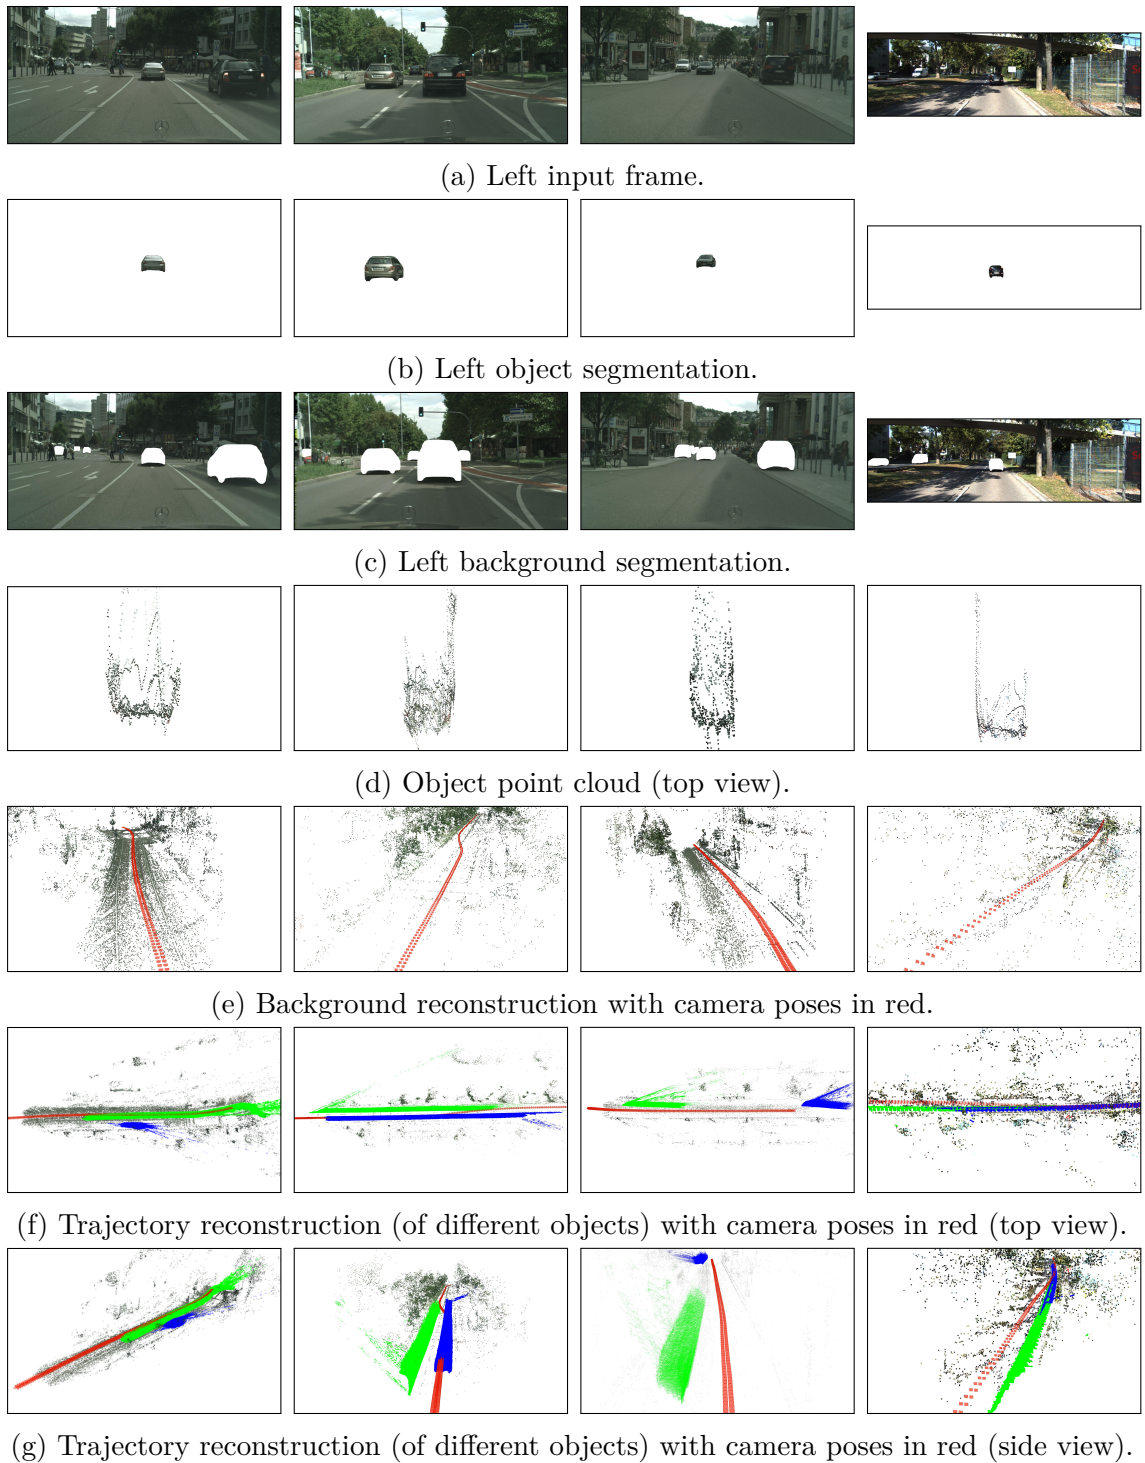 (a) Left input frame.
(b) Left object segmentation.
(c) Left background segmentation.
(d) Object point cloud (top view).
(e) Background reconstruction with camera poses in red.
(f) Trajectory reconstruction (of different objects) with camera poses in red (top view).
(g) Trajectory reconstruction (of different objects) with camera poses in red (side view).